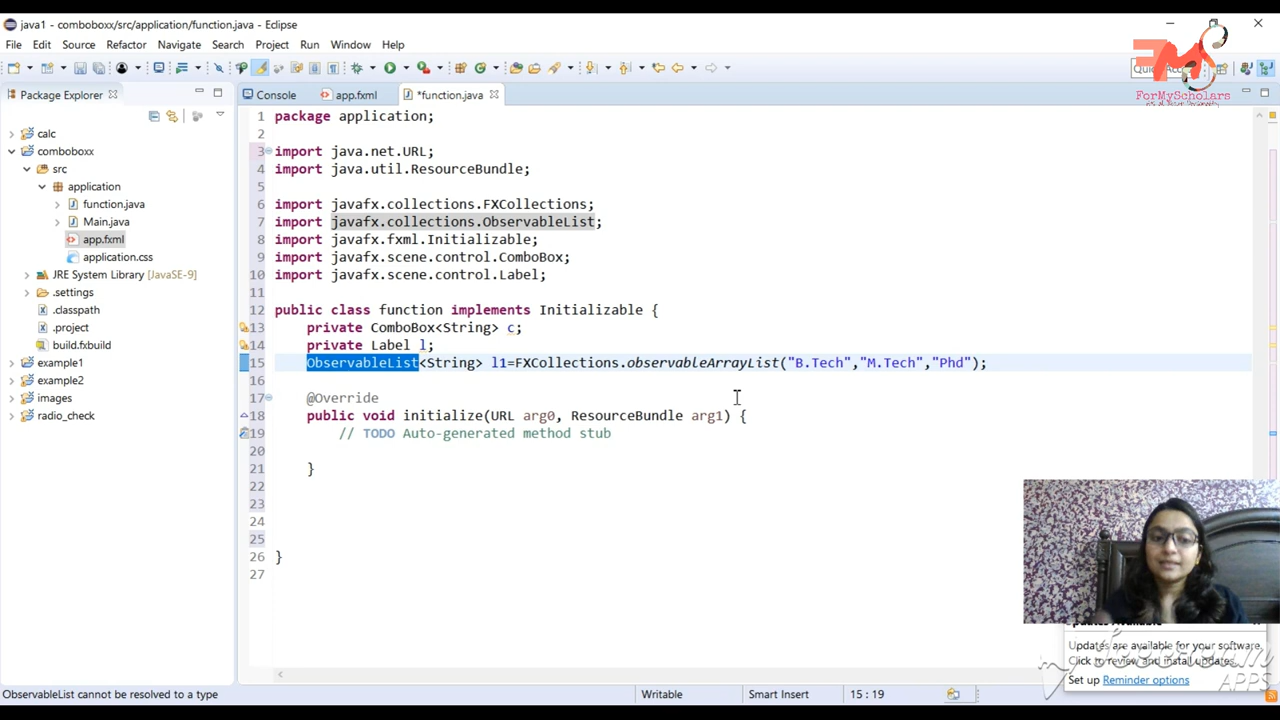 java1 - comboboxx/src/application/function.java - Eclipse
File Edit Source Refactor Navigate Search Project Run Window Help
FMS
ForMyScholars
Package Explorer
Console app.fxml *function.java
calc
comboboxx
src
application
function.java
Main.java
app.fxml
application.css
JRE System Library [JavaSE-9]
.settings
.classpath
.project
build.fxbuild
example1
example2
images
radio_check
1 package application;
2
3 import java.net.URL;
4 import java.util.ResourceBundle;
5
6 import javafx.collections.FXCollections;
7 import javafx.collections.ObservableList;
8 import javafx.fxml.Initializable;
9 import javafx.scene.control.ComboBox;
10 import javafx.scene.control.Label;
11
12 public class function implements Initializable {
13 private ComboBox<String> c;
14 private Label l;
15 ObservableList<String> l1=FXCollections.observableArrayList("B.Tech","M.Tech","Phd");
16
17 @Override
18 public void initialize(URL arg0, ResourceBundle arg1) {
19 // TODO Auto-generated method stub
20
21 }
22
23
24
25
26 }
27
Updates Available
Updates are available for your software.
Click to review and install updates.
Set up Reminder options
APPS
ObservableList cannot be resolved to a type
Writable
Smart Insert
15 : 19